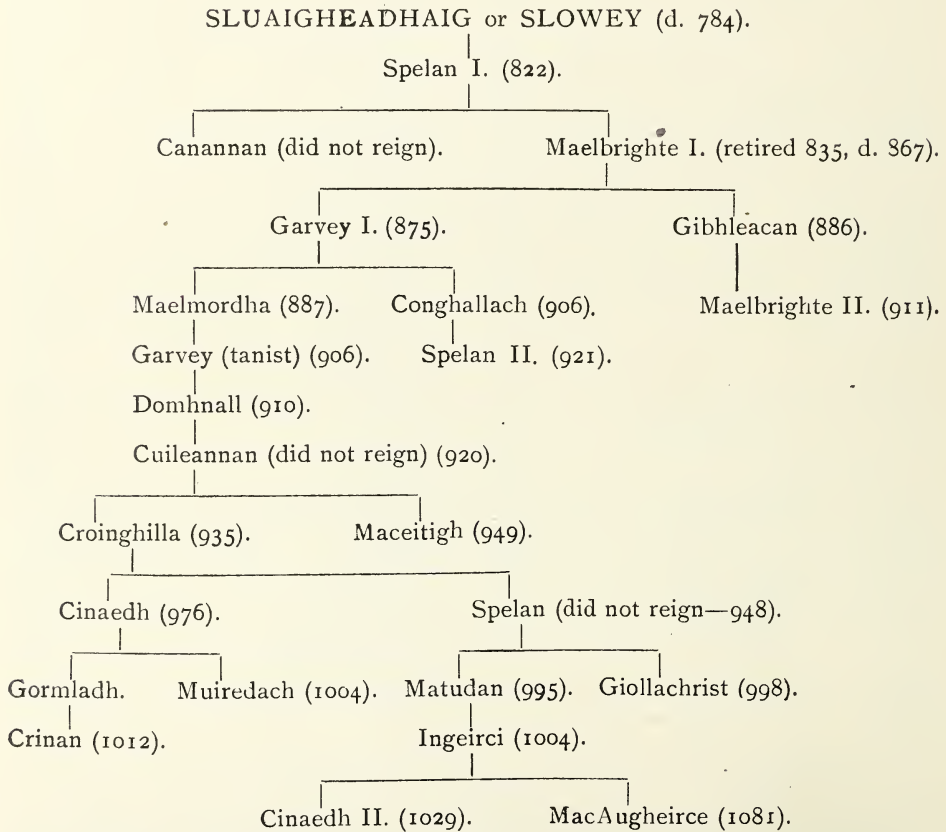 SLUAIGHEADHAIG or SLOWEY (d. 784).
Spelan I. (822).
Canannan (did not reign). Maelbrighte I. (retired 835, d. 867).
Garvey I. (875). Gibhleacan (886).
Maelmordha (887). Conghallach (906). Maelbrighte II. (911).
Garvey (tanist) (906). Spelan II. (921).
Domhnall (910).
Cuileannan (did not reign) (920).
Croinghilla (935). Maceitigh (949).
Cinaedh (976). Spelan (did not reign—948).
Gormladh. Muiredach (1004). Matudan (995). Giollachrist (998).
Crinan (1012). Ingeirci (1004).
Cinaedh II. (1029). MacAugheirce (1081).